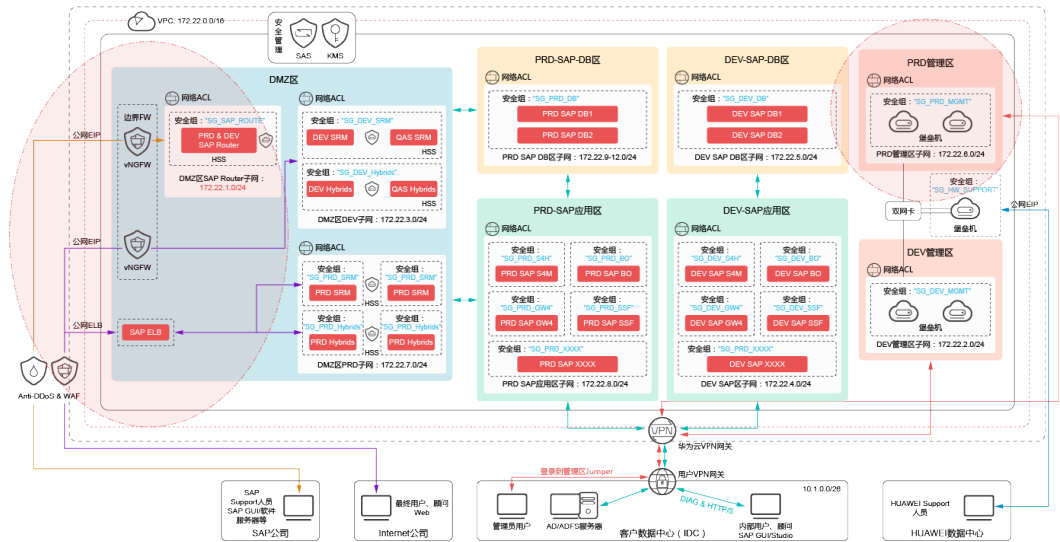 VPC: 172.22.0.0/16
安全管理
SAS
KMS
DMZ区
边界FW
vNGFW
vNGFW
公网EIP
公网EIP
公网ELB
SAP ELB
Anti-DDoS & WAF
网络ACL
安全组："SG_SAP_ROUTE"
PRD & DEV
SAP Router
HSS
DMZ区SAP Router子网：
172.22.1.0/24
网络ACL
安全组："SG_DEV_SRM"
DEV SRM
QAS SRM
HSS
安全组："SG_DEV_Hybrids"
DEV Hybrids
QAS Hybrids
HSS
DMZ区DEV子网：172.22.3.0/24
网络ACL
安全组：
"SG_PRD_SRM"
PRD SRM
安全组：
"SG_PRD_SRM"
PRD SRM
HSS
安全组：
"SG_PRD_Hybrids"
PRD Hybrids
安全组：
"SG_PRD_Hybrids"
PRD Hybrids
HSS
DMZ区PRD子网：172.22.7.0/24
PRD-SAP-DB区
网络ACL
安全组："SG_PRD_DB"
PRD SAP DB1
PRD SAP DB2
PRD SAP DB区子网：172.22.9-12.0/24
DEV-SAP-DB区
网络ACL
安全组："SG_DEV_DB"
DEV SAP DB1
DEV SAP DB2
DEV SAP DB区子网：172.22.5.0/24
PRD管理区
网络ACL
安全组："SG_PRD_MGMT"
堡垒机
PRD管理区子网：172.22.6.0/24
安全组：
"SG_HW_SUPPORT"
双网卡
堡垒机
公网EIP
PRD-SAP应用区
网络ACL
安全组：
"SG_PRD_S4H"
PRD SAP S4M
安全组：
"SG_PRD_BO"
PRD SAP BO
安全组：
"SG_PRD_GW4"
PRD SAP GW4
安全组：
"SG_PRD_SSF"
PRD SAP SSF
安全组："SG_PRD_XXXX"
PRD SAP XXXX
PRD SAP应用区子网：172.22.8.0/24
DEV-SAP应用区
网络ACL
安全组：
"SG_DEV_S4H"
DEV SAP S4M
安全组：
"SG_DEV_BO"
DEV SAP BO
安全组：
"SG_DEV_GW4"
DEV SAP GW4
安全组：
"SG_DEV_SSF"
DEV SAP SSF
安全组："SG_PRD_XXXX"
DEV SAP XXXX
DEV SAP区子网：172.22.4.0/24
DEV管理区
网络ACL
安全组："SG_DEV_MGMT"
堡垒机
DEV管理区子网：172.22.2.0/24
VPN
华为云VPN网关
登录到管理区Jumper
用户VPN网关
DIAG & HTTP/S
10.1.0.0/26
SAP
Support人员
SAP GUI/软件
服务器等
SAP公司
最终用户、顾问
Web
Internet公司
管理员用户
AD/ADFS服务器
内部用户、顾问
SAP GUI/Studio
客户数据中心（IDC）
HUAWEI Support
人员
HUAWEI数据中心